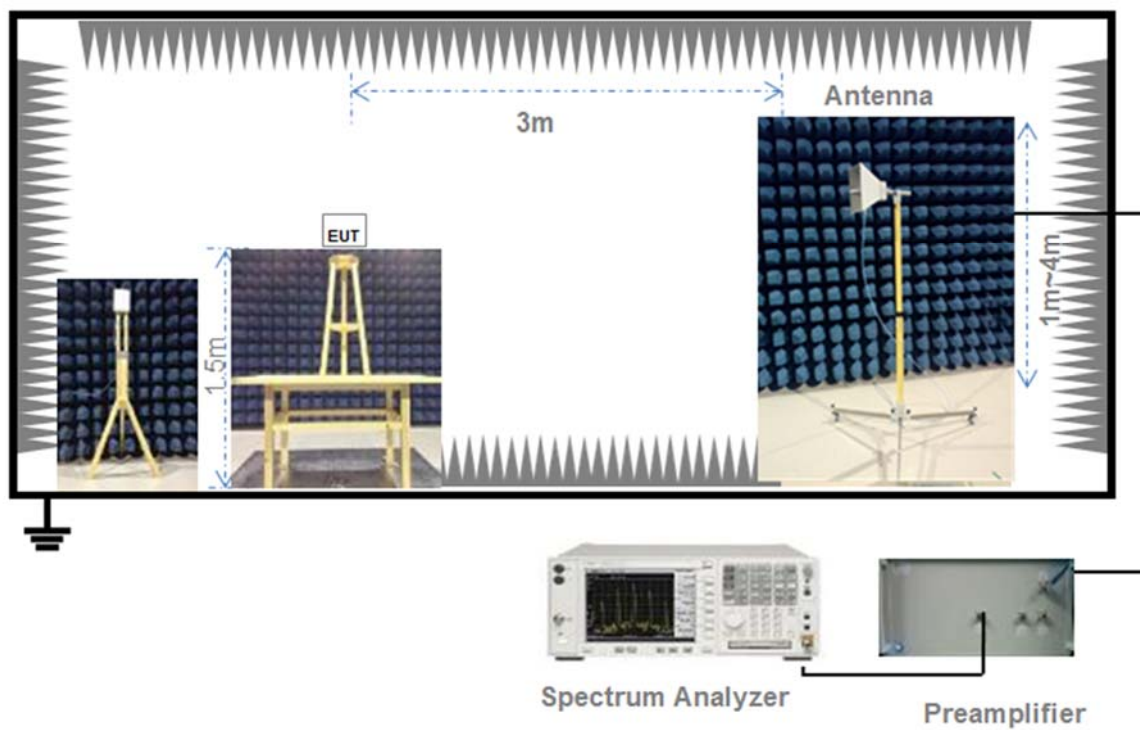 Antenna
3m
EUT
1.5m
1m~4m
Spectrum Analyzer
Preamplifier